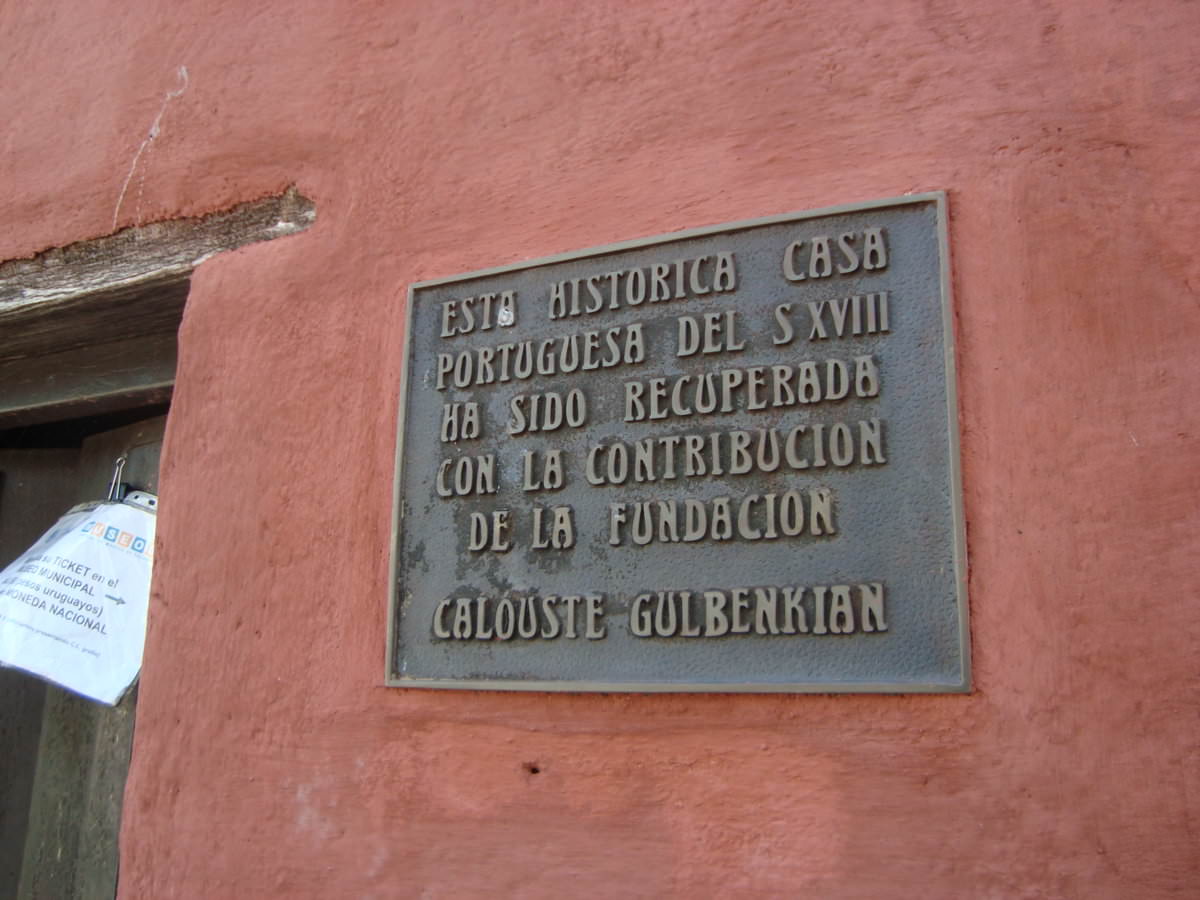 ESTA HISTORICA CASA
PORTUGUESA DEL S XVIII
HA SIDO RECUPERADA
CON LA CONTRIBUCION
DE LA FUNDACION
CALOUSTE GULBENKIAN
su TICKET en el
MUNICIPAL
uruguayos)
MONEDA NACIONAL